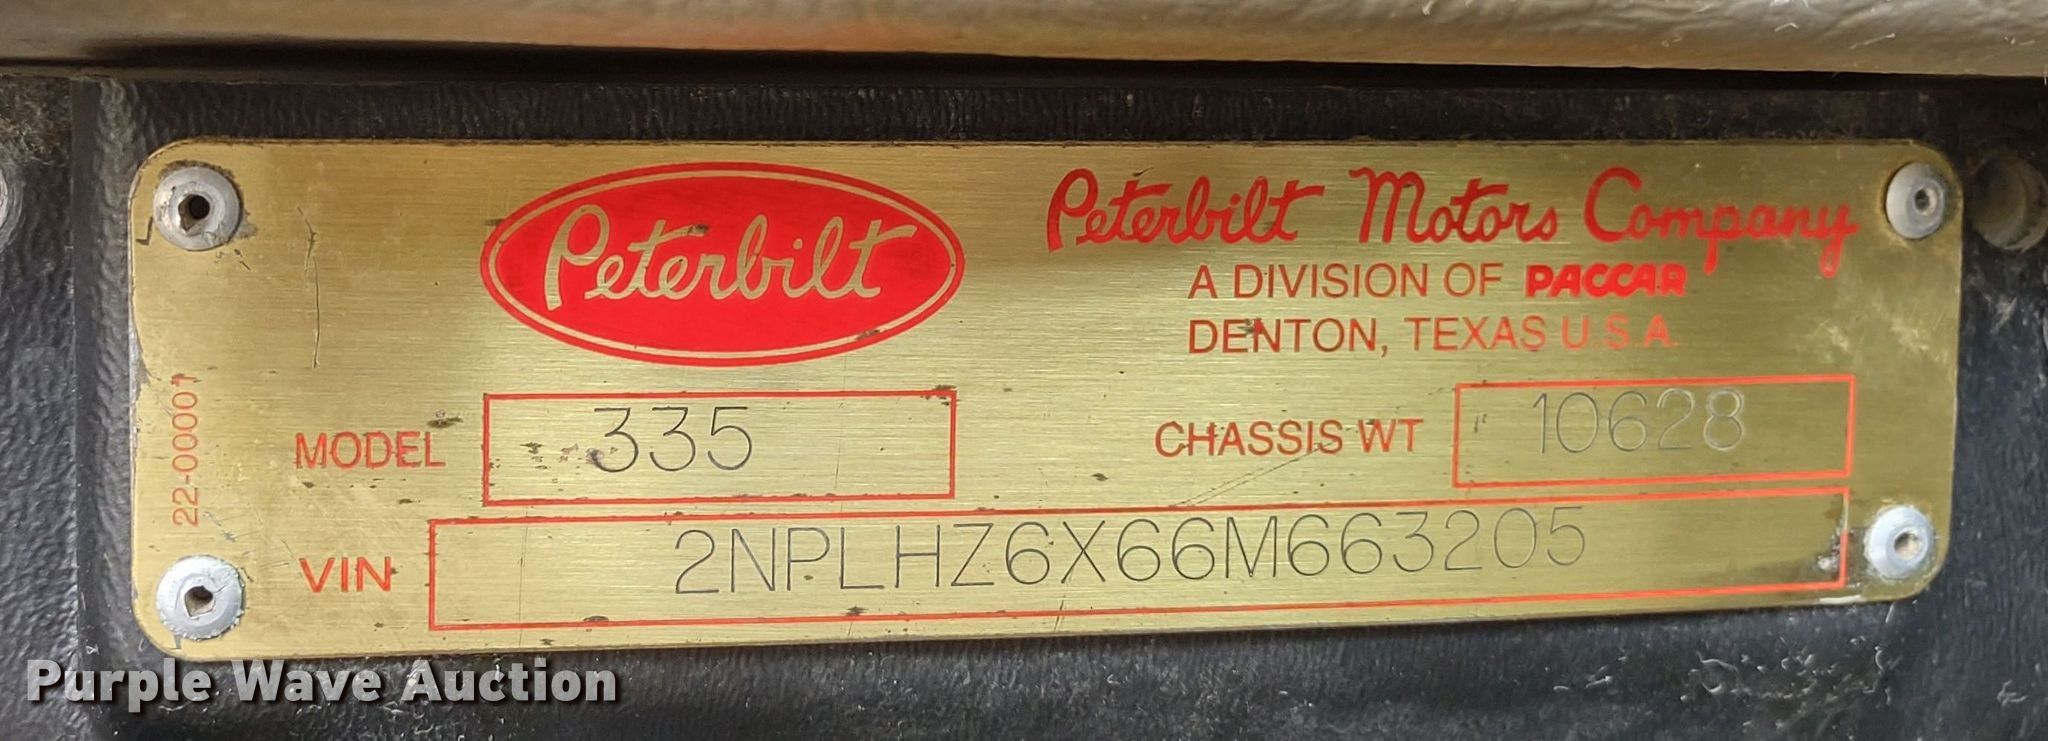 Peterbilt
Peterbilt Motors Company
A DIVISION OF PACCAR
DENTON, TEXAS U.S.A.
22-00001
MODEL 335
CHASSIS WT 10628
VIN 2NPLHZ6X66M663205
Purple Wave Auction